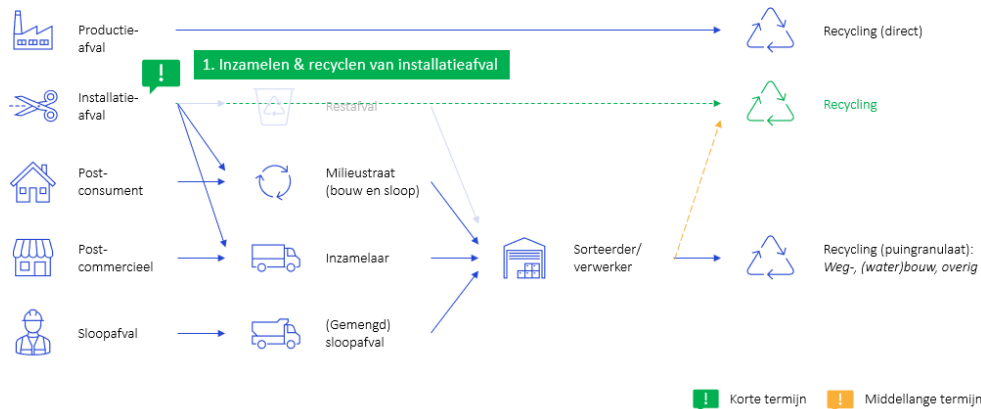 Productie-
afval
Recycling (direct)
!
1. Inzamelen & recyclen van installatieafval
Installatie-
afval
Restafval
Recycling
Post-
consument
Milieustraat
(bouw en sloop)
Post-
commercieel
Inzamelaar
Sorteerder/
verwerker
Recycling (puingranulaat):
Weg-, (water)bouw, overig
Sloopafval
(Gemengd)
sloopafval
! Korte termijn
! Middellange termijn